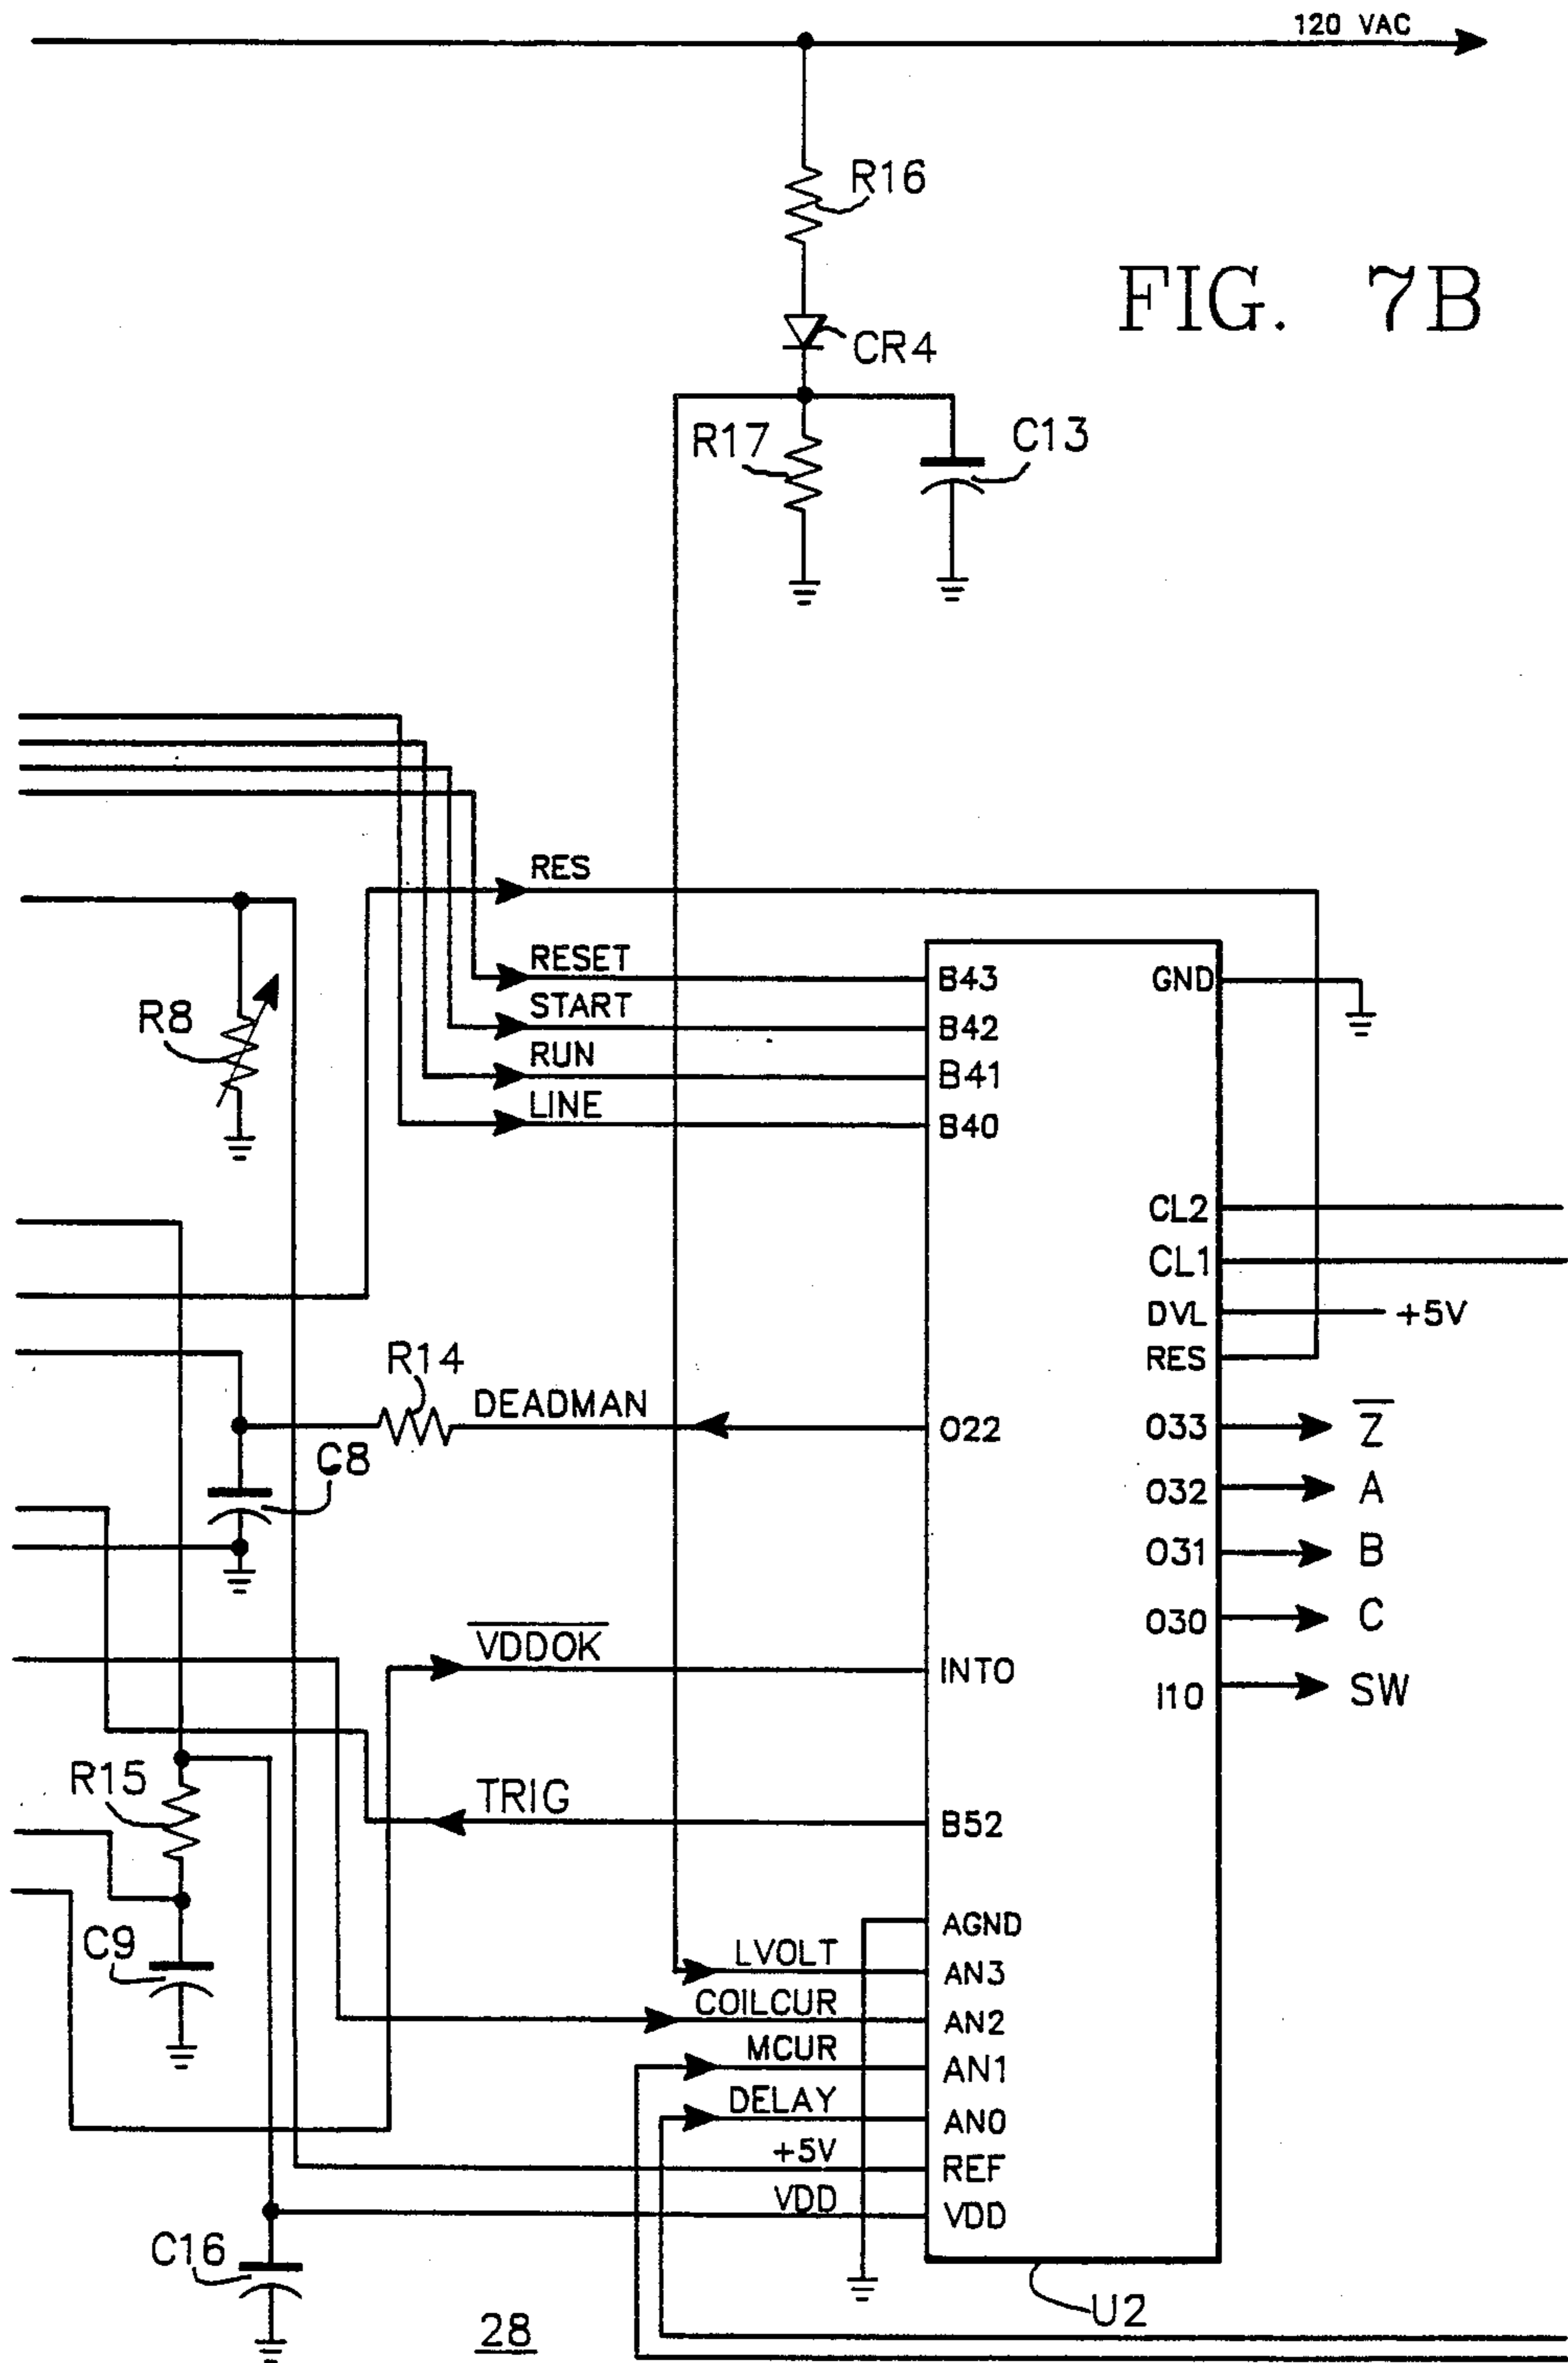 120 VAC
R16
FIG. 7B
CR4
R17
C13
RES
RESET
B43
GND
START
B42
R8
RUN
B41
LINE
B40
CL2
CL1
DVL
+5V
RES
R14
DEADMAN
O22
O33
Z̅
C8
O32
A
O31
B
O30
C
V̅D̅D̅O̅K̅
INTO
I10
SW
R15
TRIG
B52
AGND
C9
LVOLT
AN3
COILCUR
AN2
MCUR
AN1
DELAY
AN0
+5V
REF
VDD
VDD
C16
U2
28